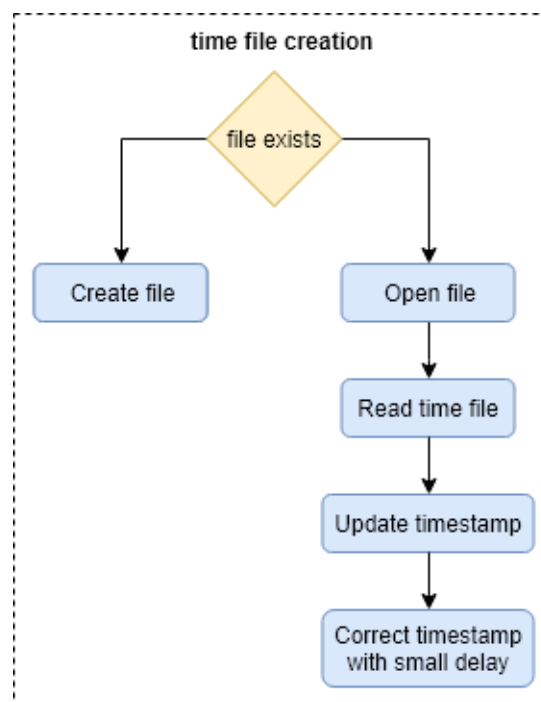 time file creation
file exists
Create file
Open file
Read time file
Update timestamp
Correct timestamp
with small delay